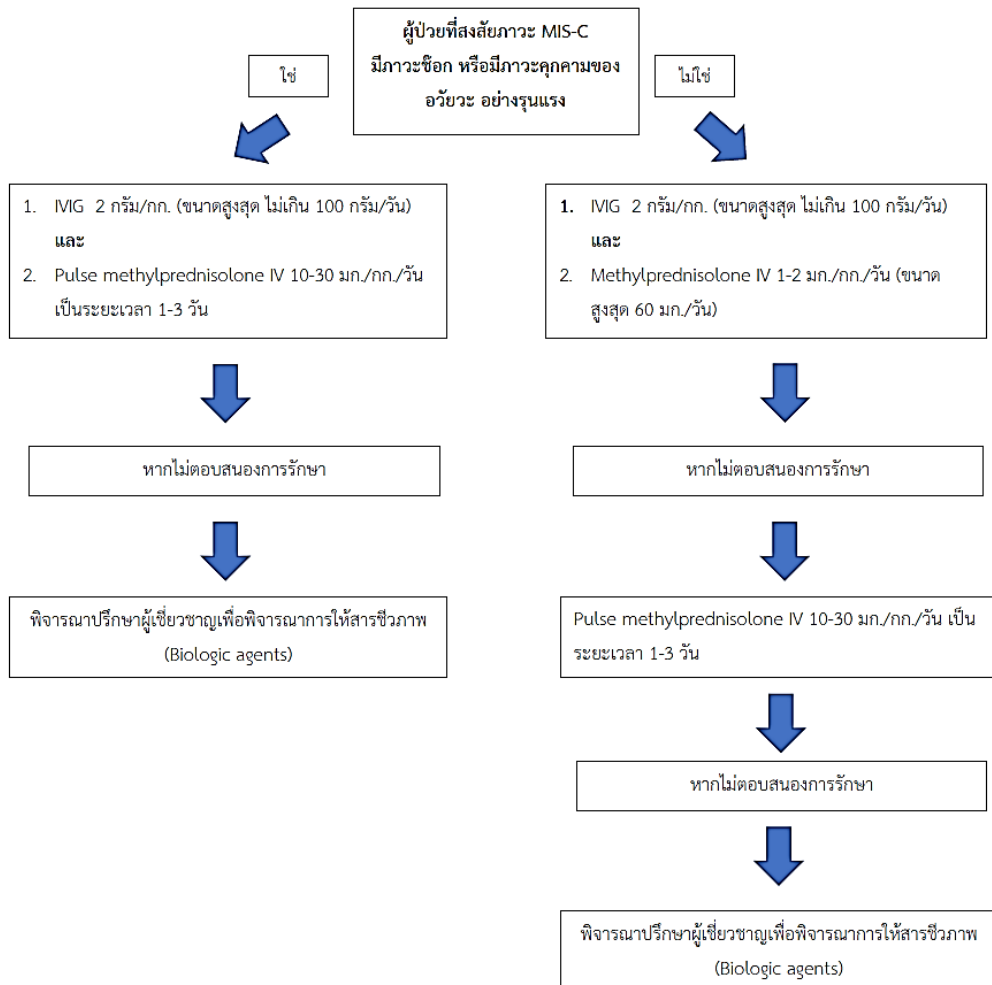 ผู้ป่วยที่สงสัยภาวะ MIS-C
มีภาวะช๊อก หรือมีภาวะคุกคามของ
อวัยวะ อย่างรุนแรง
ใช่
ไม่ใช่
1. IVIG 2 กรัม/กก. (ขนาดสูงสุด ไม่เกิน 100 กรัม/วัน)
และ
2. Pulse methylprednisolone IV 10-30 มก./กก./วัน
เป็นระยะเวลา 1-3 วัน
1. IVIG 2 กรัม/กก. (ขนาดสูงสุด ไม่เกิน 100 กรัม/วัน)
และ
2. Methylprednisolone IV 1-2 มก./กก./วัน (ขนาด
สูงสุด 60 มก./วัน)
หากไม่ตอบสนองการรักษา
หากไม่ตอบสนองการรักษา
พิจารณาปรึกษาผู้เชี่ยวชาญเพื่อพิจารณาการให้สารชีวภาพ
(Biologic agents)
Pulse methylprednisolone IV 10-30 มก./กก./วัน เป็น
ระยะเวลา 1-3 วัน
หากไม่ตอบสนองการรักษา
พิจารณาปรึกษาผู้เชี่ยวชาญเพื่อพิจารณาการให้สารชีวภาพ
(Biologic agents)